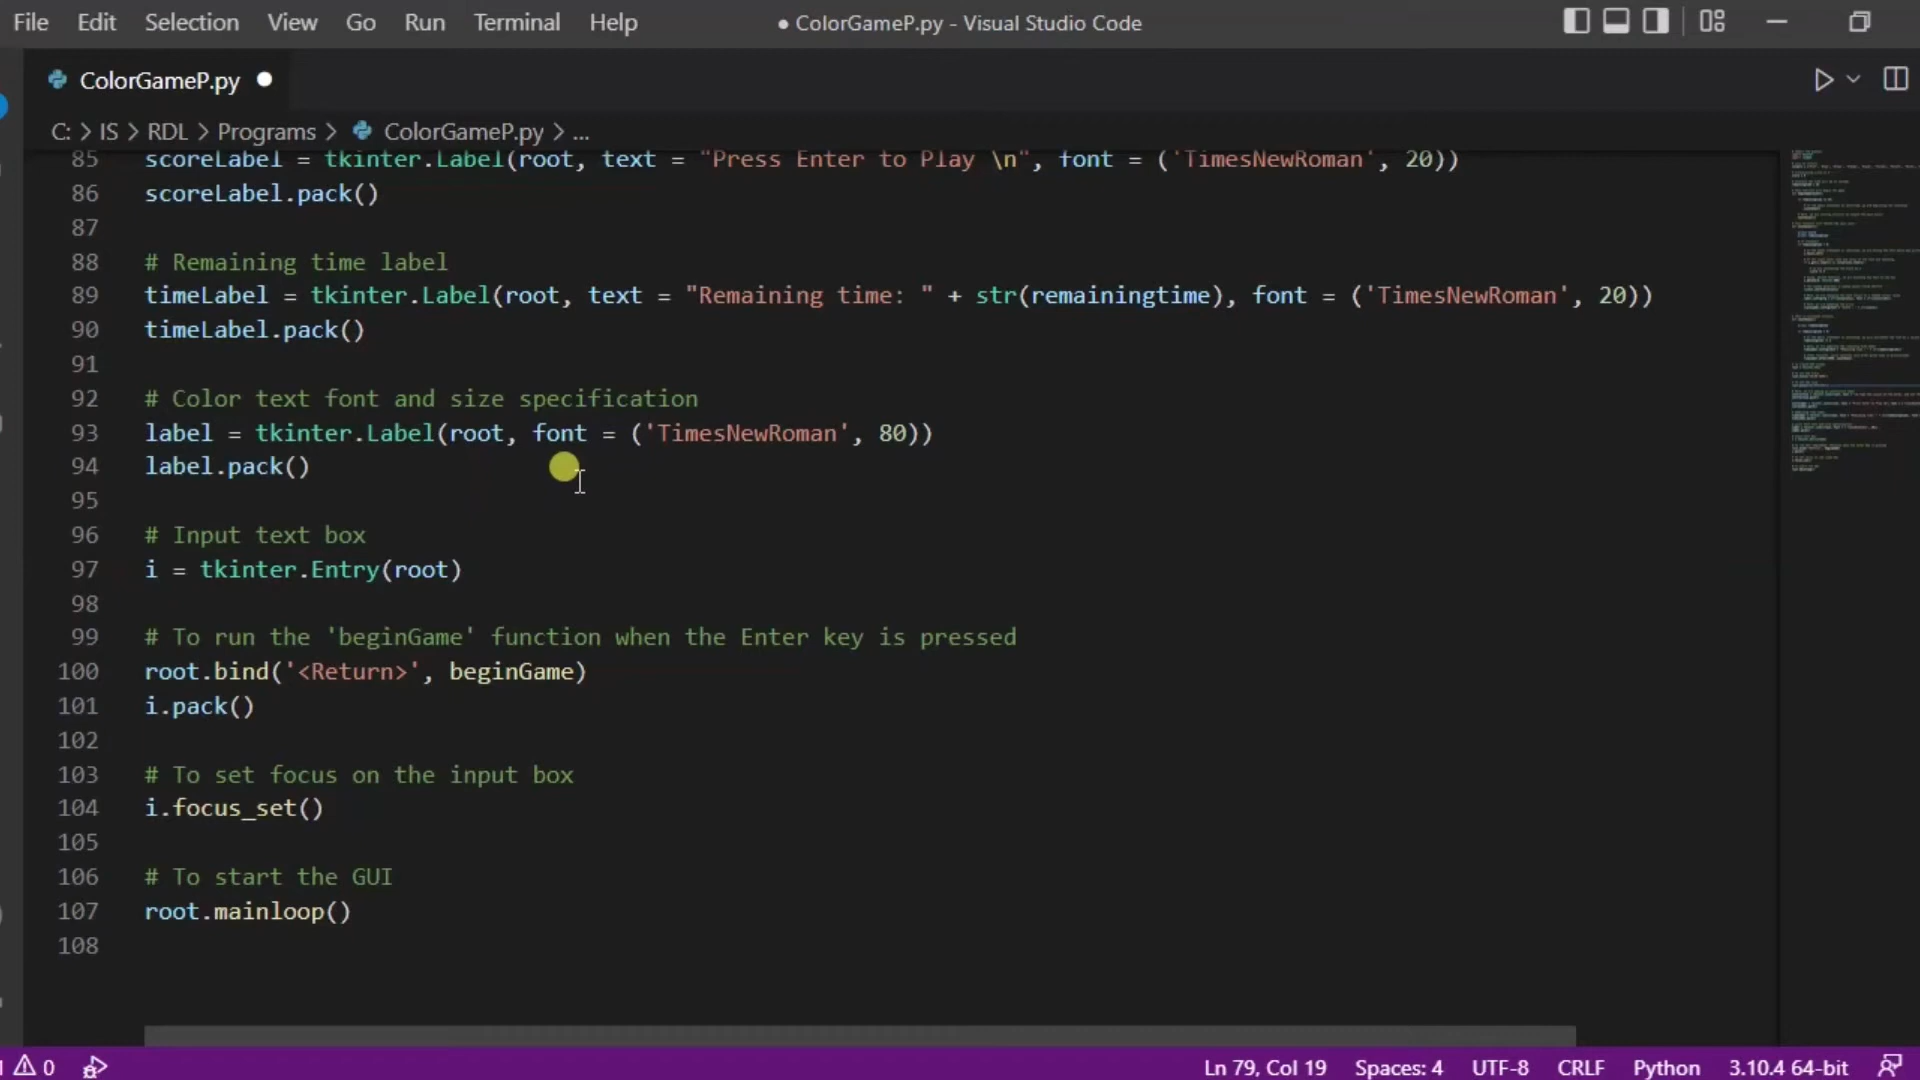 File Edit Selection View Go Run Terminal Help ● ColorGameP.py - Visual Studio Code
ColorGameP.py
C: > IS > RDL > Programs > ColorGameP.py > ...
85 scoreLabel = tkinter.Label(root, text = "Press Enter to Play \n", font = ('TimesNewRoman', 20))
86 scoreLabel.pack()
87
88 # Remaining time label
89 timeLabel = tkinter.Label(root, text = "Remaining time: " + str(remainingtime), font = ('TimesNewRoman', 20))
90 timeLabel.pack()
91
92 # Color text font and size specification
93 label = tkinter.Label(root, font = ('TimesNewRoman', 80))
94 label.pack()
95
96 # Input text box
97 i = tkinter.Entry(root)
98
99 # To run the 'beginGame' function when the Enter key is pressed
100 root.bind('<Return>', beginGame)
101 i.pack()
102
103 # To set focus on the input box
104 i.focus_set()
105
106 # To start the GUI
107 root.mainloop()
108
0 Ln 79, Col 19 Spaces: 4 UTF-8 CRLF Python 3.10.4 64-bit